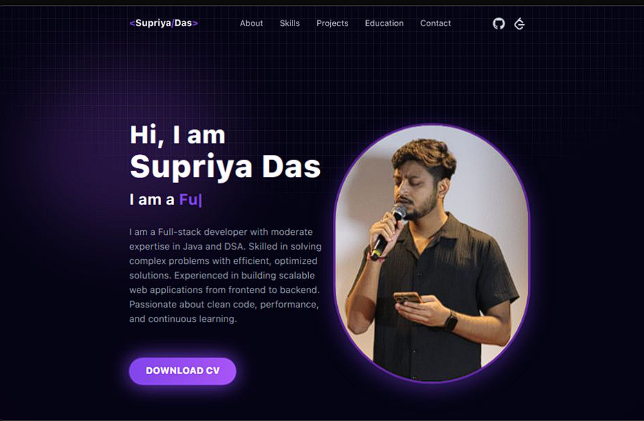 <Supriya/Das>
About Skills Projects Education Contact
Hi, I am
Supriya Das
I am a Fu|
I am a Full-stack developer with moderate
expertise in Java and DSA. Skilled in solving
complex problems with efficient, optimized
solutions. Experienced in building scalable
web applications from frontend to backend.
Passionate about clean code, performance,
and continuous learning.
DOWNLOAD CV